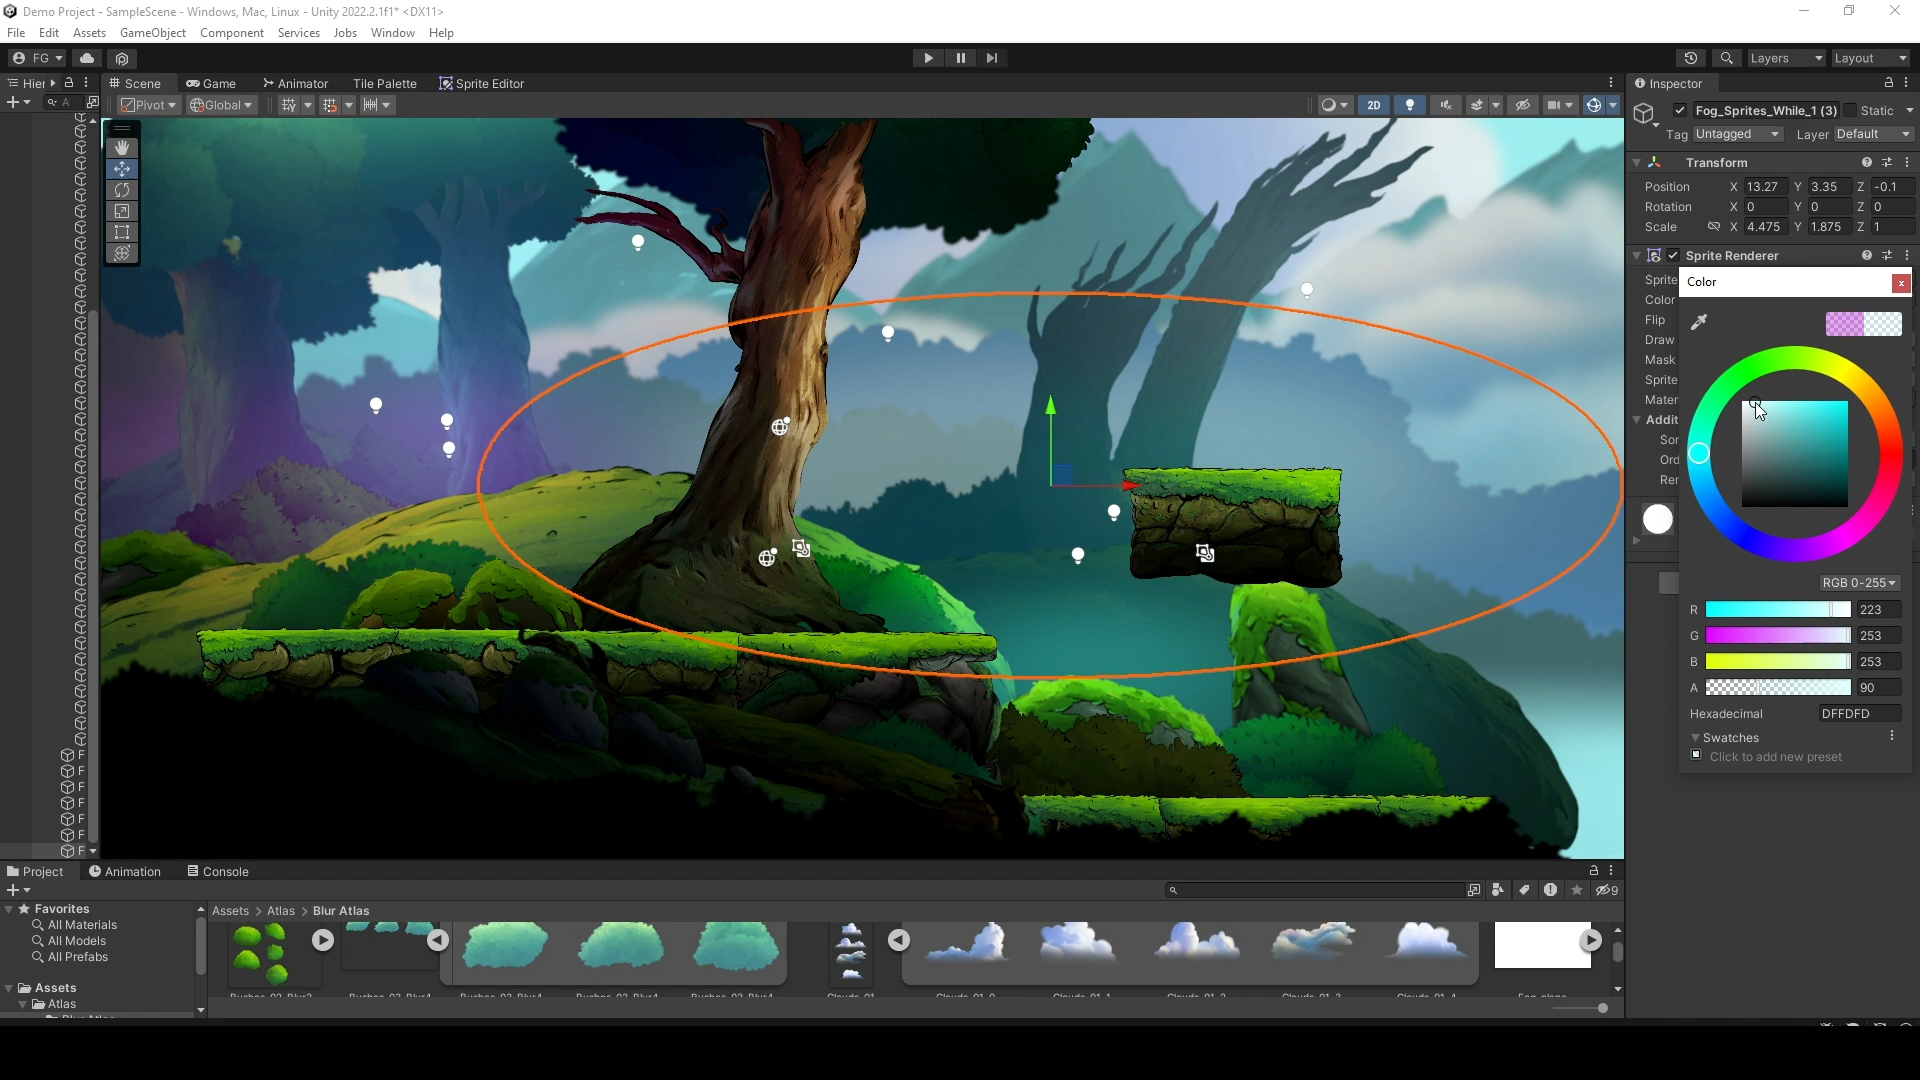 Demo Project - SampleScene - Windows, Mac, Linux - Unity 2022.2.1f1* <DX11>
File Edit Assets GameObject Component Services Jobs Window Help
FG Layers Layout
Hier Scene Game Animator Tile Palette Sprite Editor Inspector
A Pivot Global 2D
Fog_Sprites_While_1 (3) Static
Tag Untagged Layer Default
Transform
Position X 13.27 Y 3.35 Z -0.1
Rotation X 0 Y 0 Z 0
Scale X 4.475 Y 1.875 Z 1
Sprite Renderer
Sprite
Color
Flip
Draw
Mask
Sprite
Mater
Addit
Sor
Ord
Rer
Color
x
RGB 0-255
R 223
G 253
B 253
A 90
Hexadecimal DFFDFD
Swatches
Click to add new preset
F
F
F
F
F
F
F
Project Animation Console
9
Favorites
All Materials
All Models
All Prefabs
Assets
Atlas
Assets > Atlas > Blur Atlas